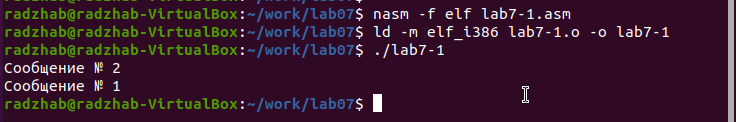 radzhab@radzhab-VirtualBox:~/work/lab07$ nasm -f elf lab7-1.asm
radzhab@radzhab-VirtualBox:~/work/lab07$ ld -m elf_i386 lab7-1.o -o lab7-1
radzhab@radzhab-VirtualBox:~/work/lab07$ ./lab7-1
Сообщение № 2
Сообщение № 1
radzhab@radzhab-VirtualBox:~/work/lab07$